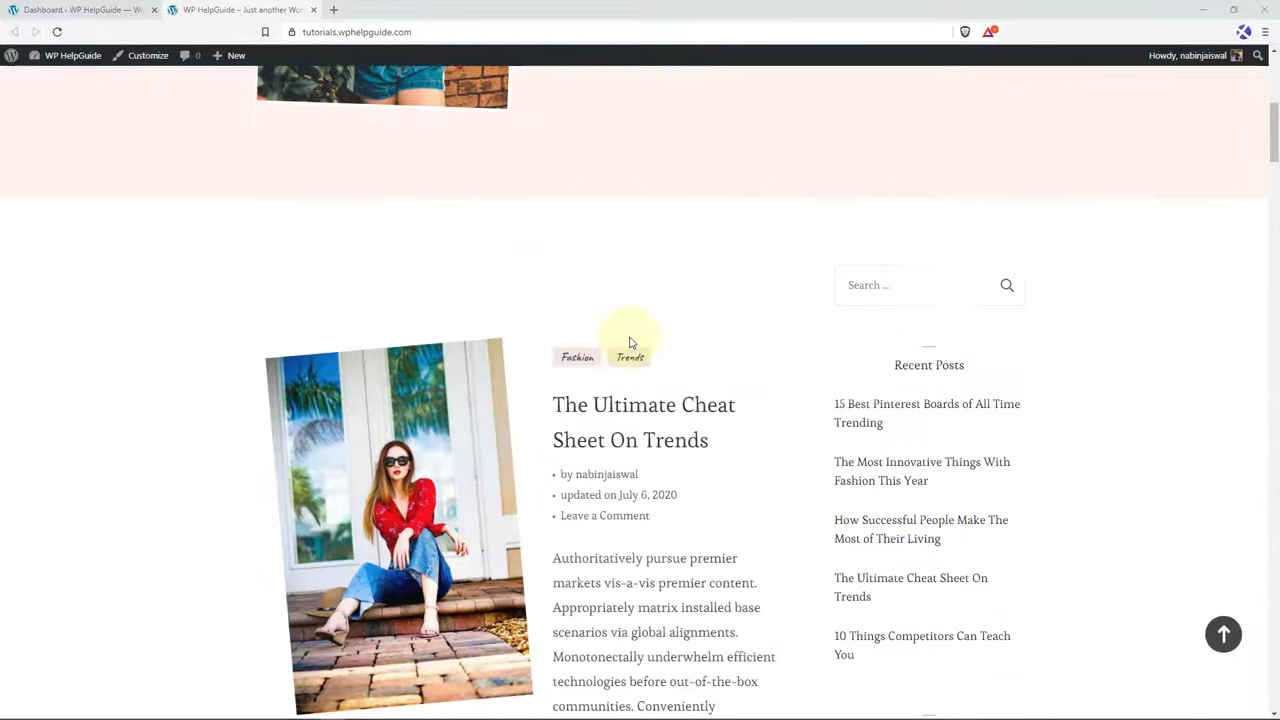 Dashboard ‹ WP HelpGuide — W
WP HelpGuide – Just another Wor
tutorials.wphelpguide.com
WP HelpGuide
Customize
0
New
Howdy, nabinjaiswal
Search ...
Fashion
Trends
The Ultimate Cheat
Sheet On Trends
• by nabinjaiswal
• updated on July 6, 2020
• Leave a Comment
Authoritatively pursue premier
markets vis-a-vis premier content.
Appropriately matrix installed base
scenarios via global alignments.
Monotonectally underwhelm efficient
technologies before out-of-the-box
communities. Conveniently
Recent Posts
15 Best Pinterest Boards of All Time
Trending
The Most Innovative Things With
Fashion This Year
How Successful People Make The
Most of Their Living
The Ultimate Cheat Sheet On
Trends
10 Things Competitors Can Teach
You